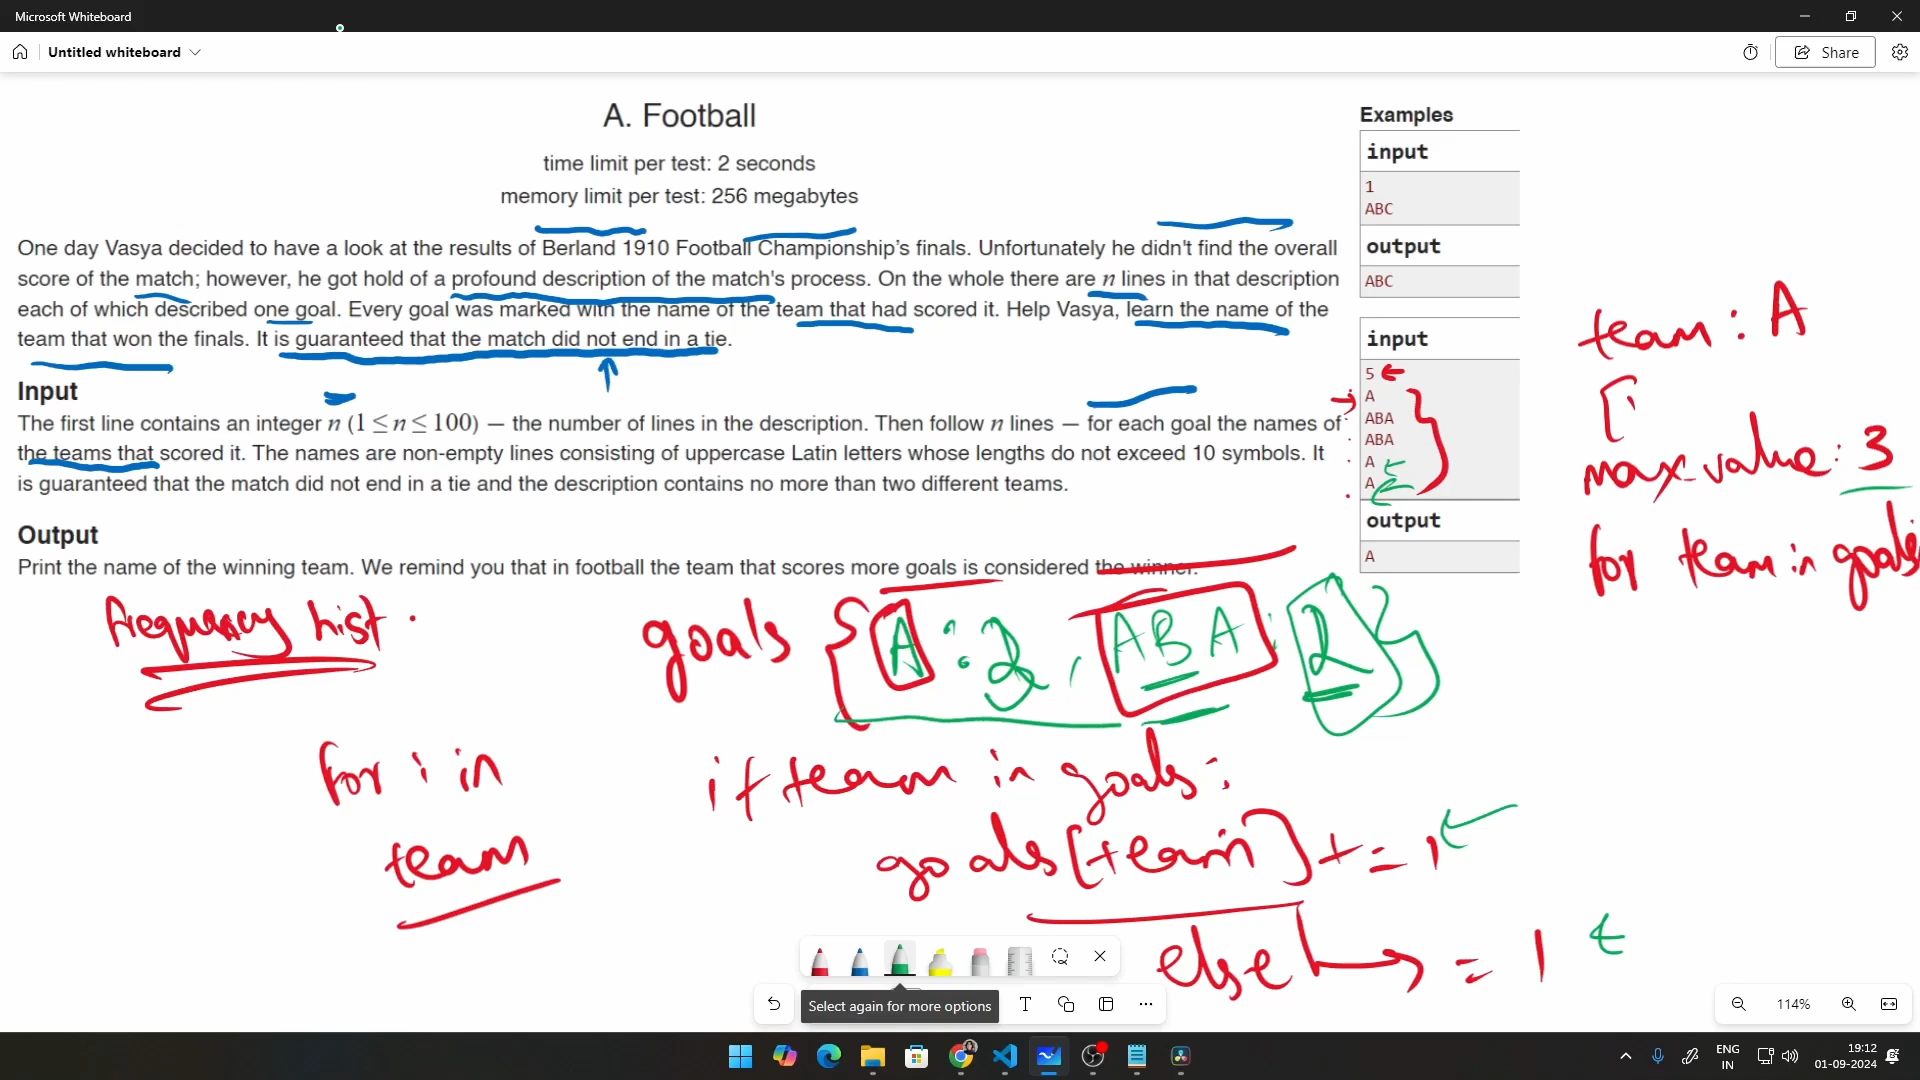 Microsoft Whiteboard
Untitled whiteboard
Share
A. Football
time limit per test: 2 seconds
memory limit per test: 256 megabytes
One day Vasya decided to have a look at the results of Berland 1910 Football Championship's finals. Unfortunately he didn't find the overall
score of the match; however, he got hold of a profound description of the match's process. On the whole there are n lines in that description
each of which described one goal. Every goal was marked with the name of the team that had scored it. Help Vasya, learn the name of the
team that won the finals. It is guaranteed that the match did not end in a tie.
Input
The first line contains an integer n (1 ≤ n ≤ 100) — the number of lines in the description. Then follow n lines — for each goal the names of
the teams that scored it. The names are non-empty lines consisting of uppercase Latin letters whose lengths do not exceed 10 symbols. It
is guaranteed that the match did not end in a tie and the description contains no more than two different teams.
Output
Print the name of the winning team. We remind you that in football the team that scores more goals is considered the winner.
Examples
input
1
ABC
output
ABC
input
5
A
ABA
ABA
A
A
output
A
team : A
max_value : 3
for team in goals
frequency hist.
goals { A : 2, ABA : 2 }
for i in
team
if team in goals :
goals [team] += 1
else = 1
Select again for more options
114%
ENG
IN
19:12
01-09-2024